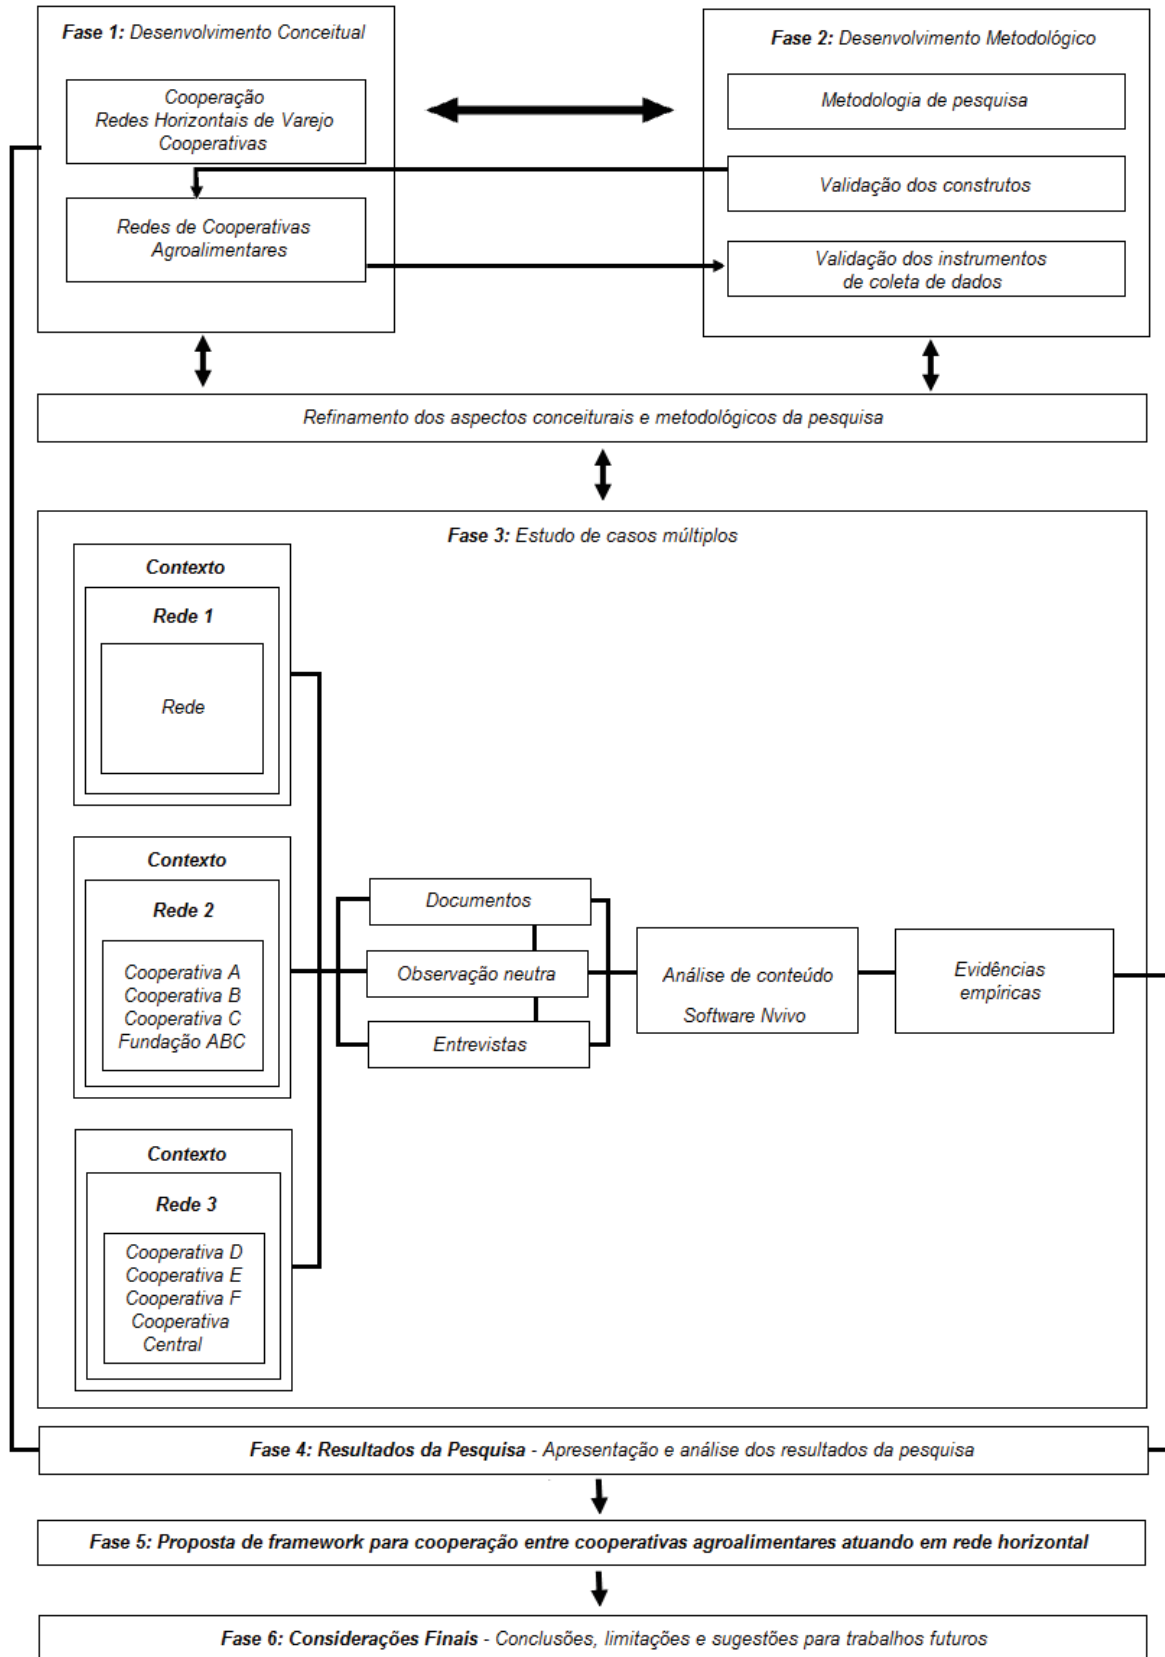 Fase 1: Desenvolvimento Conceitual
Cooperação
Redes Horizontais de Varejo
Cooperativas
Redes de Cooperativas
Agroalimentares
Fase 2: Desenvolvimento Metodológico
Metodologia de pesquisa
Validação dos construtos
Validação dos instrumentos
de coleta de dados
Refinamento dos aspectos conceiturais e metodológicos da pesquisa
Fase 3: Estudo de casos múltiplos
Contexto
Rede 1
Rede
Contexto
Rede 2
Cooperativa A
Cooperativa B
Cooperativa C
Fundação ABC
Contexto
Rede 3
Cooperativa D
Cooperativa E
Cooperativa F
Cooperativa
Central
Documentos
Observação neutra
Entrevistas
Análise de conteúdo
Software Nvivo
Evidências
empíricas
Fase 4: Resultados da Pesquisa - Apresentação e análise dos resultados da pesquisa
Fase 5: Proposta de framework para cooperação entre cooperativas agroalimentares atuando em rede horizontal
Fase 6: Considerações Finais - Conclusões, limitações e sugestões para trabalhos futuros